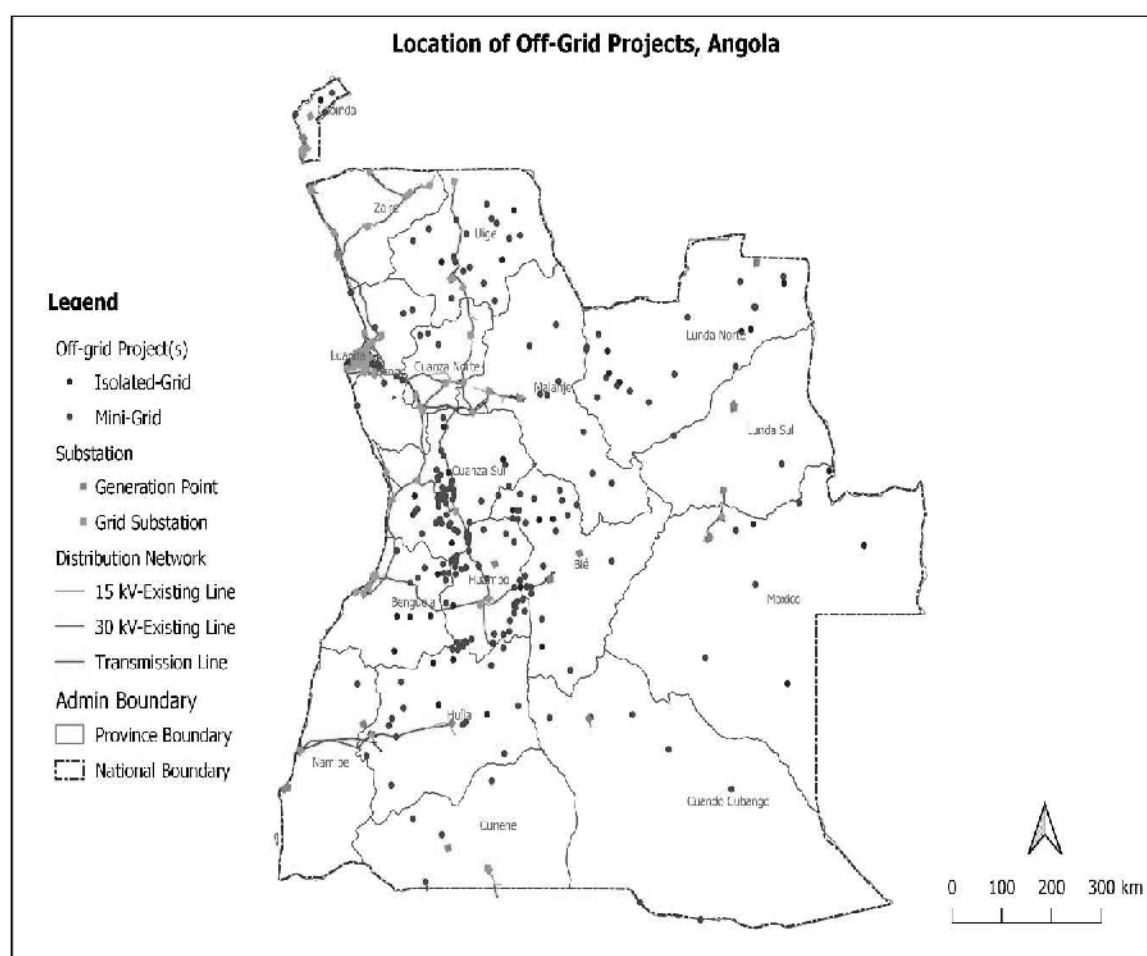 Location of Off-Grid Projects, Angola
Zaire
Uige
Legend
Off-grid Project(s)
Isolated-Grid
Mini-Grid
Substation
Generation Point
Grid Substation
Distribution Network
15 kV-Existing Line
30 kV-Existing Line
Transmission Line
Admin Boundary
Province Boundary
National Boundary
Lunda Norte
Luanda
Cuanza Norte
Malanje
Lunda Sul
Cuanza Sul
Bié
Huambo
Moxico
Benguela
Huíla
Namibe
Cuando Cubango
Cunene
0 100 200 300 km